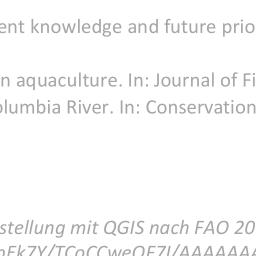 ent knowledge and future prio
n aquaculture. In: Journal of Fi
olumbia River. In: Conservation
stellung mit QGIS nach FAO 20